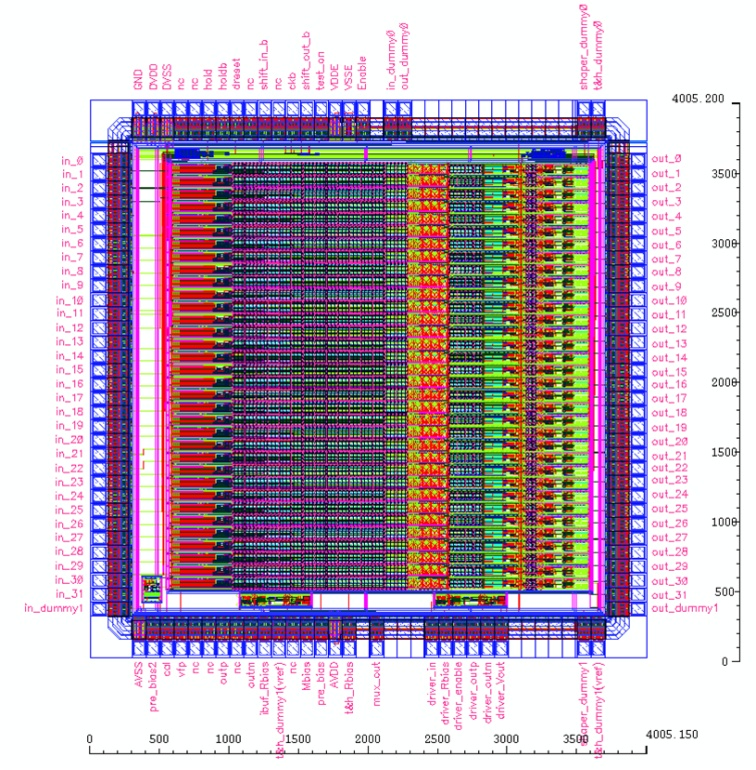 GND
DVDD
DVSS
nc
nc
hold
holdb
dreset
nc
shift_in_b
nc
ckb
shift_out_b
test_on
VDDE
VSSE
Enable
in_dummy0
out_dummy0
shaper_dummy0
t&h_dummy0
4005.200
in_0
in_1
in_2
in_3
in_4
in_5
in_6
in_7
in_8
in_9
in_10
in_11
in_12
in_13
in_14
in_15
in_16
in_17
in_18
in_19
in_20
in_21
in_22
in_23
in_24
in_25
in_26
in_27
in_28
in_29
in_30
in_31
in_dummy1
out_0
out_1
out_2
out_3
out_4
out_5
out_6
out_7
out_8
out_9
out_10
out_11
out_12
out_13
out_14
out_15
out_16
out_17
out_18
out_19
out_20
out_21
out_22
out_23
out_24
out_25
out_26
out_27
out_28
out_29
out_30
out_31
out_dummy1
3500
3000
2500
2000
1500
1000
500
0
AVSS
pre_bias2
cal
vfp
nc
nc
outp
nc
outm
ibuf_Rbias
t&h_dummy1(vref)
nc
Mbias
pre_bias
AVDD
t&h_Rbias
mux_out
driver_in
driver_Rbias
driver_enable
driver_outp
driver_outm
driver_Vout
shaper_dummy1
t&h_dummy1(vref)
4005.150
0
500
1000
1500
2000
2500
3000
3500